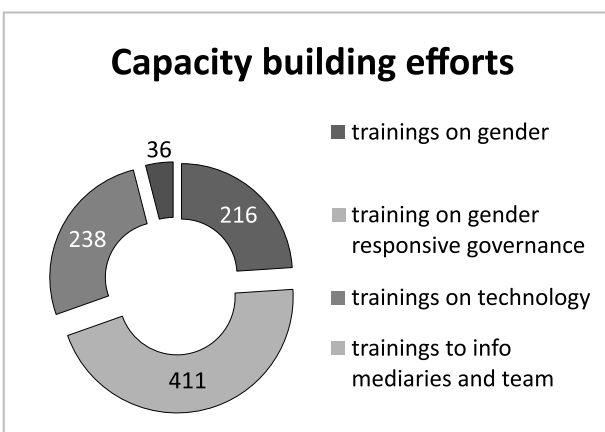 Capacity building efforts
36
216
238
411
trainings on gender
training on gender
responsive governance
trainings on technology
trainings to info
mediaries and team